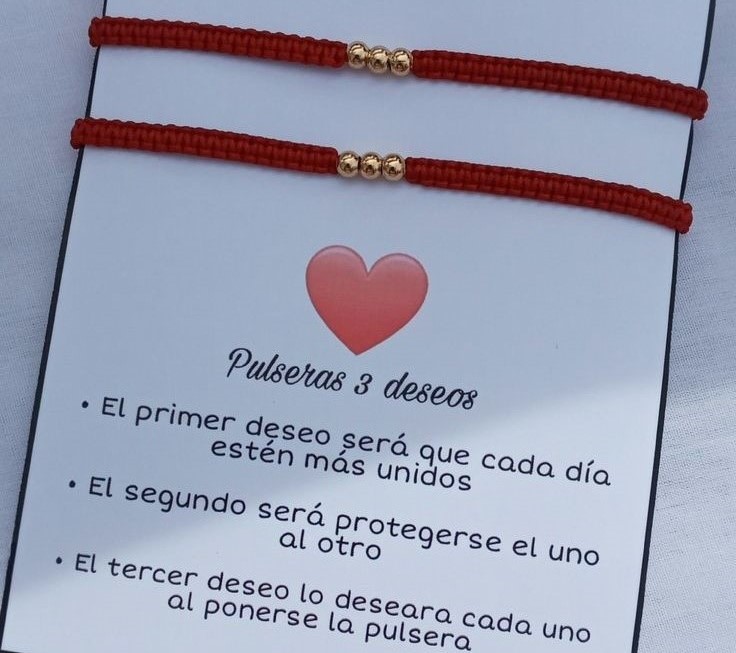 Pulseras 3 deseos
• El primer deseo será que cada día
estén más unidos
• El segundo será protegerse el uno
al otro
• El tercer deseo lo deseara cada uno
al ponerse la pulsera